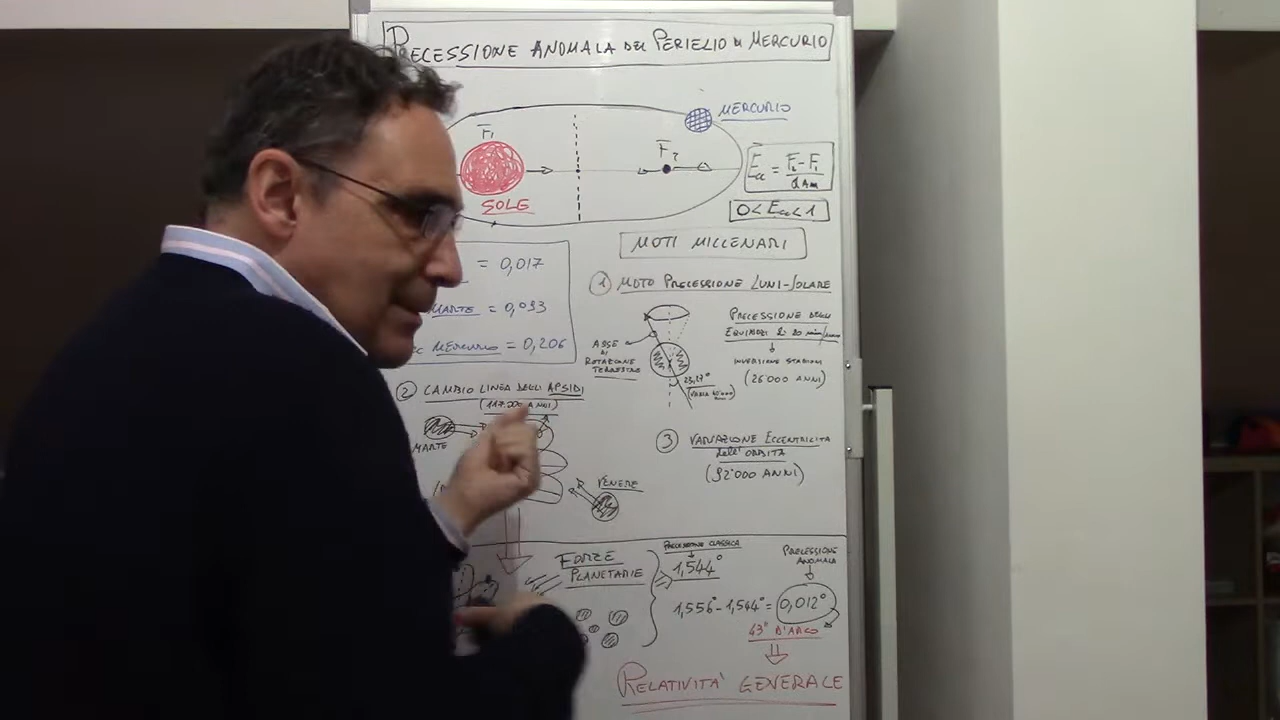 PRECESSIONE ANOMALA DEL PERIELIO DI MERCURIO
F₁
SOLE
F₂
MERCURIO
Ecc = F₂-F₁ / dAM
0 < Ecc < 1
= 0,017
MARTE = 0,093
MERCURIO = 0,206
MOTI MILLENARI
1 MOTO PRECESSIONE LUNI-SOLARE
ASSE
DI
ROTAZIONE
TERRESTRE
23,27°
PRECESSIONE DEGLI
EQUINOZI
INVERSIONE STAGIONI
(26'000 ANNI)
2 CAMBIO LINEA DEGLI APSIDI
ANNI)
MARTE
VENERE
3 VARIAZIONE ECCENTRICITA
dell'ORBITA
(92'000 ANNI)
FORZE
PLANETARIE
PRECESSIONE CLASSICA
1,544°
PRECESSIONE
ANOMALA
1,556° - 1,544° = 0,012°
43" D'ARCO
RELATIVITA' GENERALE